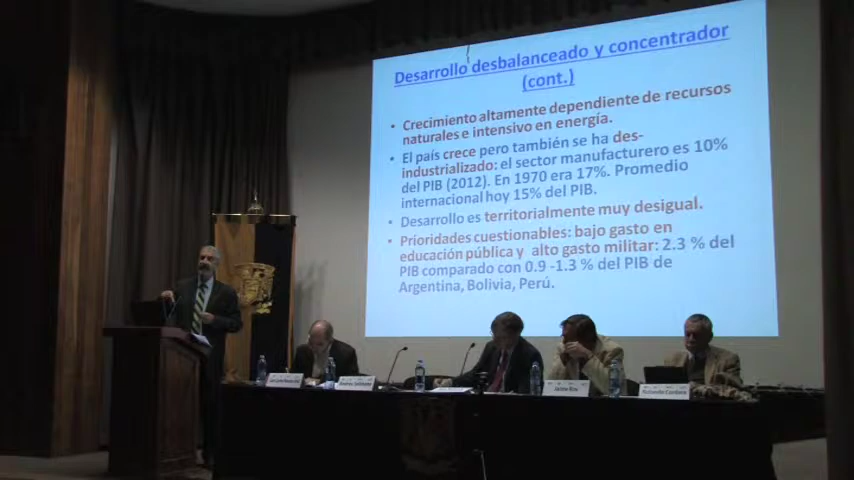 Desarrollo desbalanceado y concentrador
(cont.)
• Crecimiento altamente dependiente de recursos
naturales e intensivo en energía.
• El país crece pero también se ha des-
industrializado: el sector manufacturero es 10%
del PIB (2012). En 1970 era 17%. Promedio
internacional hoy 15% del PIB.
• Desarrollo es territorialmente muy desigual.
• Prioridades cuestionables: bajo gasto en
educación pública y alto gasto militar: 2.3 % del
PIB comparado con 0.9 -1.3 % del PIB de
Argentina, Bolivia, Perú.
Jaime Ros